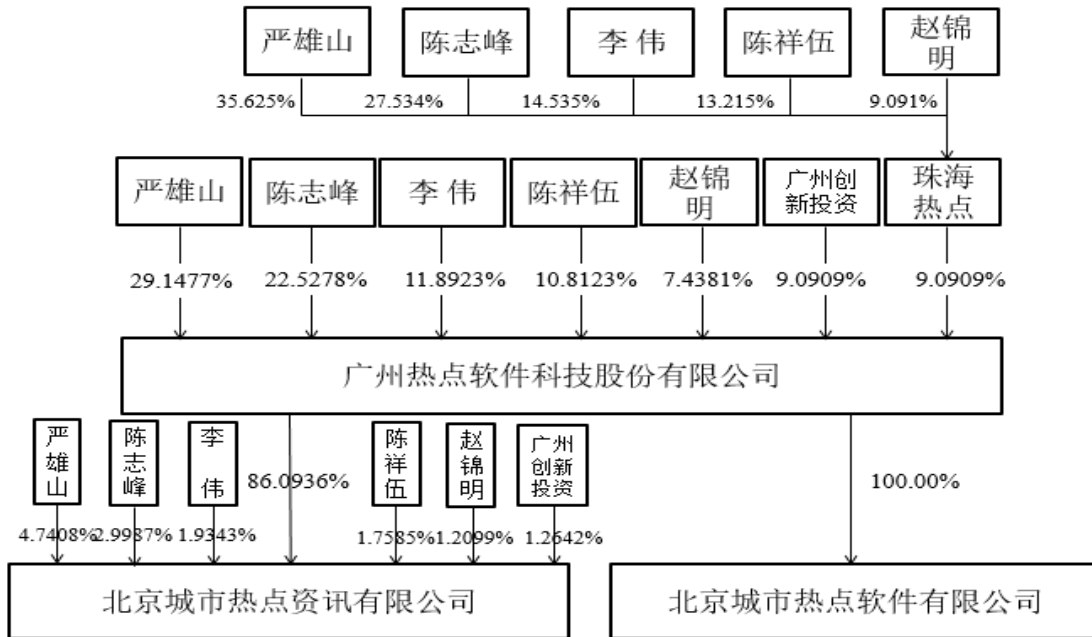 严雄山 陈志峰 李 伟 陈祥伍 赵锦
明
35.625% 27.534% 14.535% 13.215% 9.091%
严雄山 陈志峰 李 伟 陈祥伍 赵锦
明 广州创
新投资 珠海
热点
29.1477% 22.5278% 11.8923% 10.8123% 7.4381% 9.0909% 9.0909%
广州热点软件科技股份有限公司
严
雄
山
陈
志
峰
李
伟
陈
祥
伍
赵
锦
明
广州
创新
投资
86.0936% 100.00%
4.7408% 2.9987% 1.9343% 1.7585% 1.2099% 1.2642%
北京城市热点资讯有限公司 北京城市热点软件有限公司